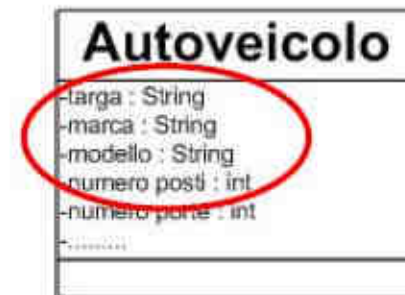 Autoveicolo
-targa : String
-marca : String
-modello : String
-numero posti : int
-numero porte : int
-.........